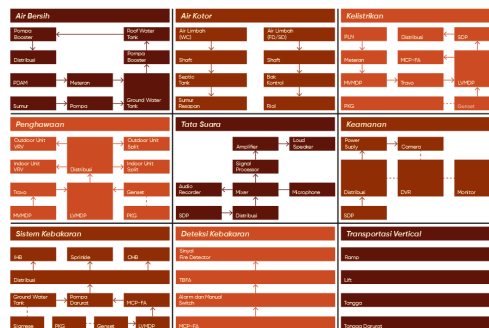 Air Bersih
Pompa
Booster
Roof Water
Tank
Distribusi
Pompa
Booster
PDAM
Meteran
Sumur
Pompa
Ground Water
Tank
Air Kotor
Air Limbah
(WC)
Air Limbah
(FD/SD)
Shaft
Shaft
Septic
Tank
Bak
Kontrol
Sumur
Resapan
Riol
Kelistrikan
PLN
Distribusi
SDP
Meteran
MCP-FA
MVMDP
Travo
LVMDP
PKG
Genset
Penghawaan
Outdoor Unit
VRV
Outdoor Unit
Split
Indoor Unit
VRV
Distribusi
Indoor Unit
Split
Travo
Genset
MVMDP
LVMDP
PKG
Tata Suara
Amplifier
Loud
Speaker
Signal
Processor
Audio
Recorder
Mixer
Microphone
SDP
Distribusi
Keamanan
Power
Suply
Camera
Distribusi
DVR
Monitor
SDP
Sistem Kebakaran
IHB
Sprinkle
OHB
Distribusi
Ground Water
Tank
Pompa
Darurat
MCP-FA
Siamese
PKG
Genset
LVMDP
Deteksi Kebakaran
Sinyal
Fire Detector
TBFA
Alarm dan Manual
Switch
MCP-FA
Transportasi Vertical
Ramp
Lift
Tangga
Tangga Darurat